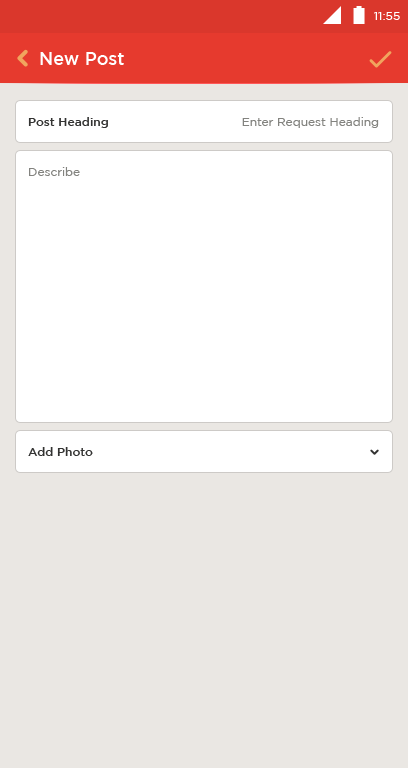 11:55
New Post
Post Heading Enter Request Heading
Describe
Add Photo